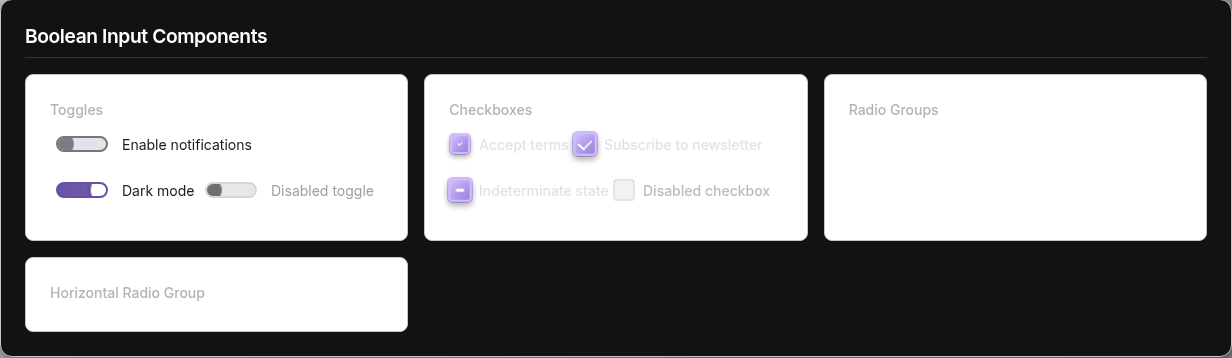 Boolean Input Components
Toggles
Enable notifications
Dark mode Disabled toggle
Checkboxes
Accept terms Subscribe to newsletter
Indeterminate state Disabled checkbox
Radio Groups
Horizontal Radio Group